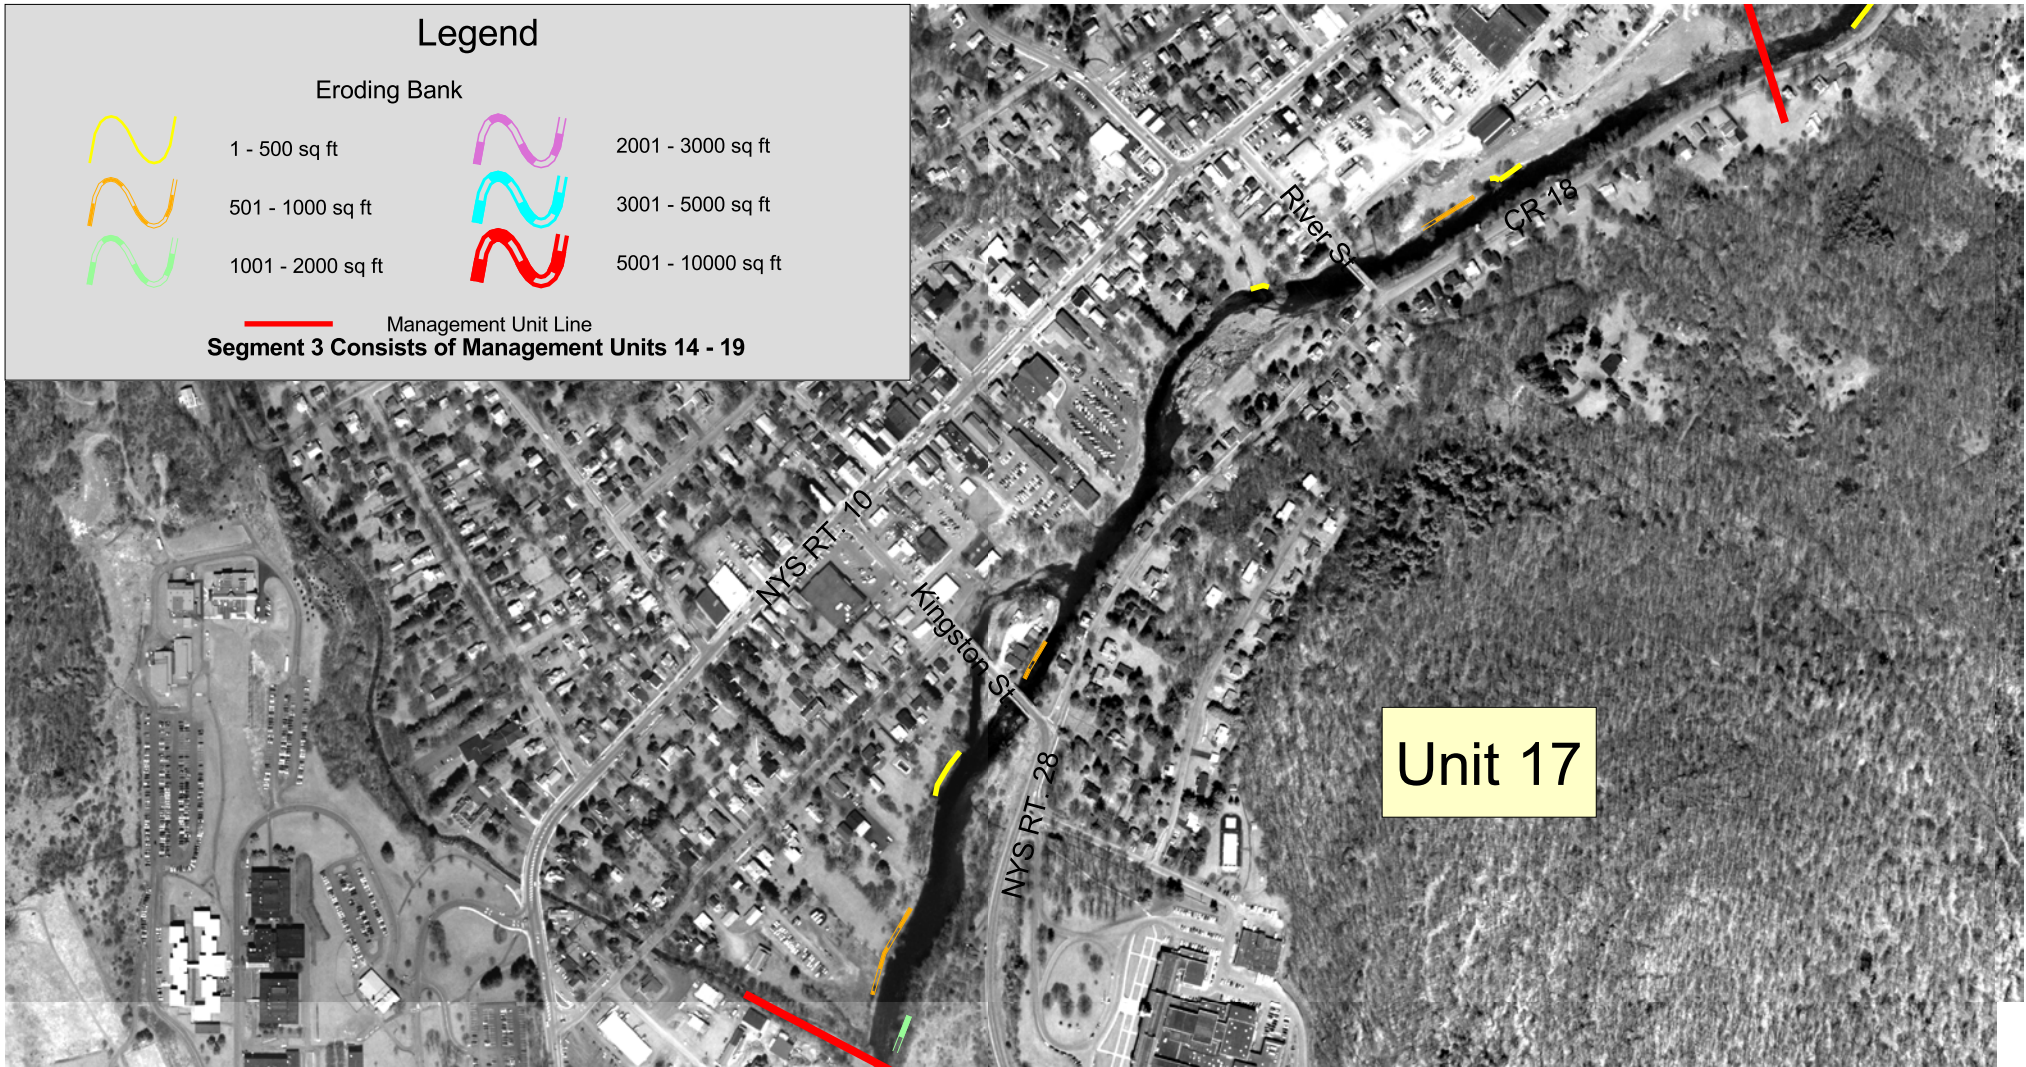 Legend
Eroding Bank
1 - 500 sq ft
501 - 1000 sq ft
1001 - 2000 sq ft
2001 - 3000 sq ft
3001 - 5000 sq ft
5001 - 10000 sq ft
Management Unit Line
Segment 3 Consists of Management Units 14 - 19
River St
CR 18
NYS RT. 10
Kingston St
NYS RT. 28
Unit 17